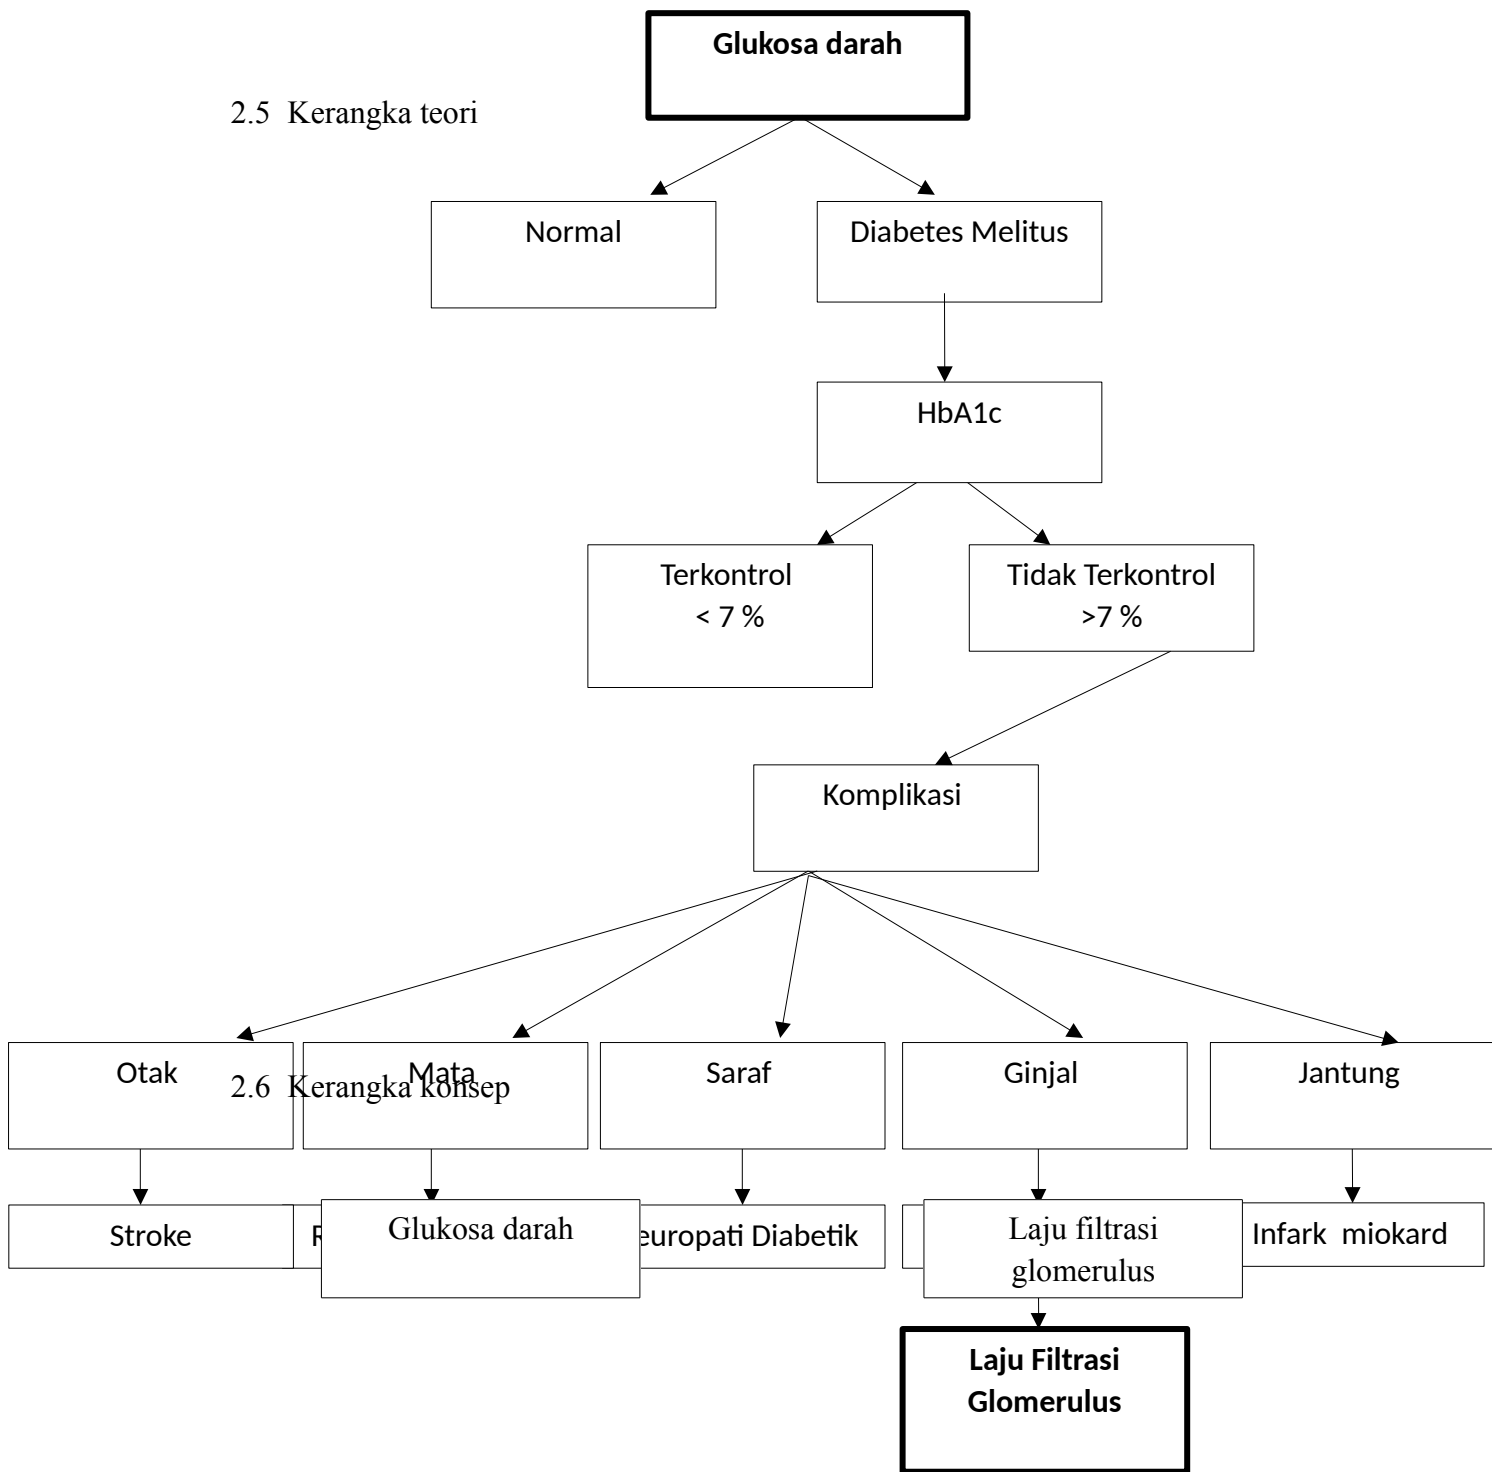 Glukosa darah
2.5 Kerangka teori
Normal
Diabetes Melitus
HbA1c
Terkontrol
< 7 %
Tidak Terkontrol
>7 %
Komplikasi
Otak
Mata
Saraf
Ginjal
Jantung
2.6 Kerangka konsep
Stroke
Glukosa darah
Diabetik
Laju filtrasi
glomerulus
Infark miokard
Laju Filtrasi
Glomerulus